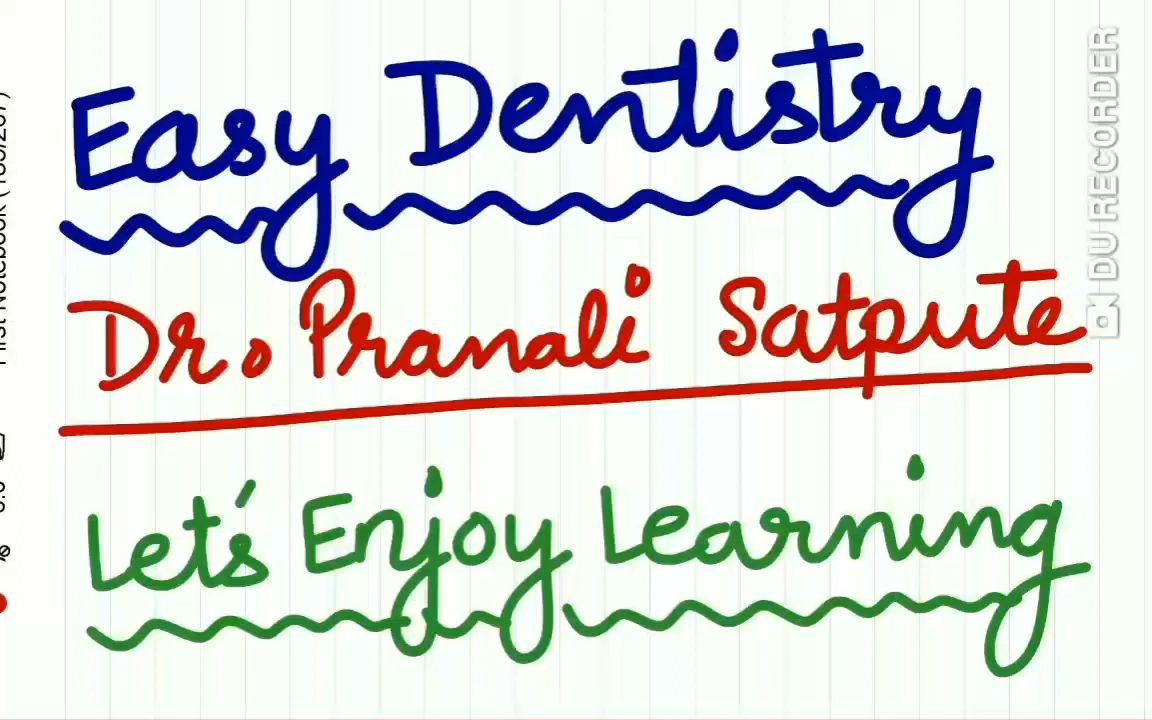 Easy Dentistry
Dr. Pranali Satpute
Let's Enjoy Learning
DU RECORDER